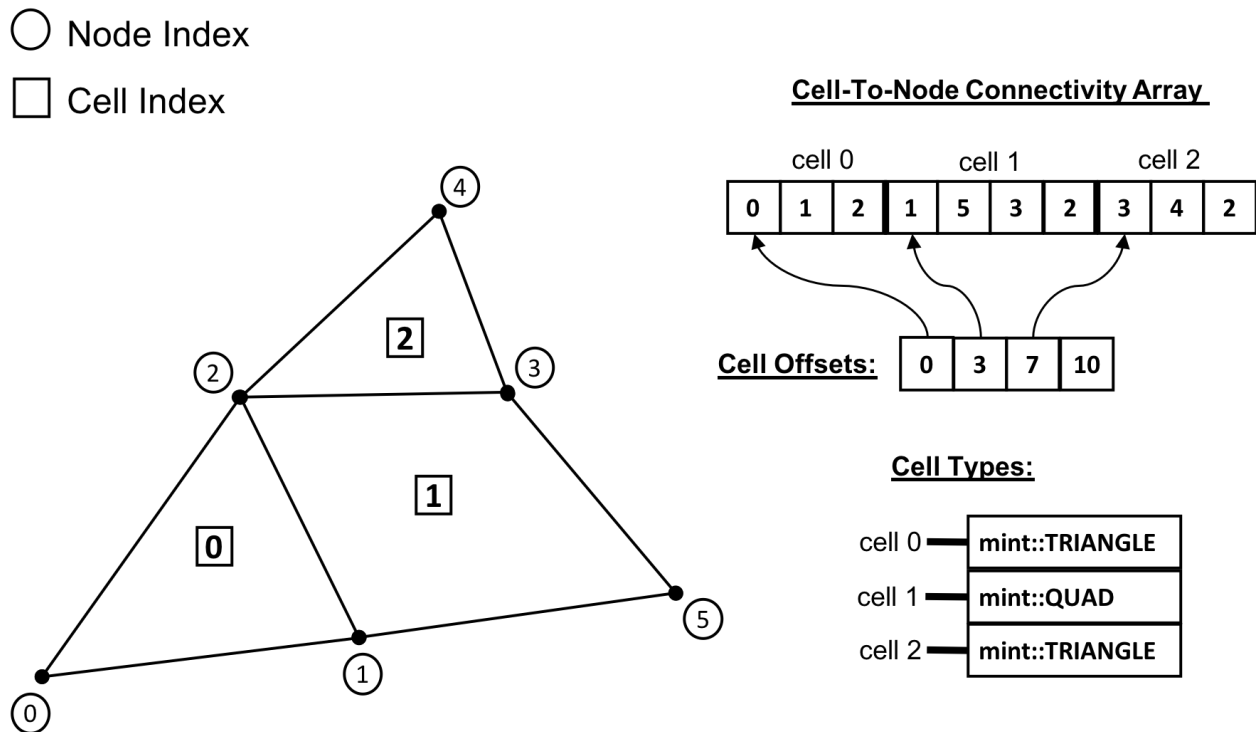 Node Index
Cell Index
4
2
2
3
1
0
5
1
0
Cell-To-Node Connectivity Array
cell 0 cell 1 cell 2
0 1 2 1 5 3 2 3 4 2
Cell Offsets: 0 3 7 10
Cell Types:
cell 0 mint::TRIANGLE
cell 1 mint::QUAD
cell 2 mint::TRIANGLE